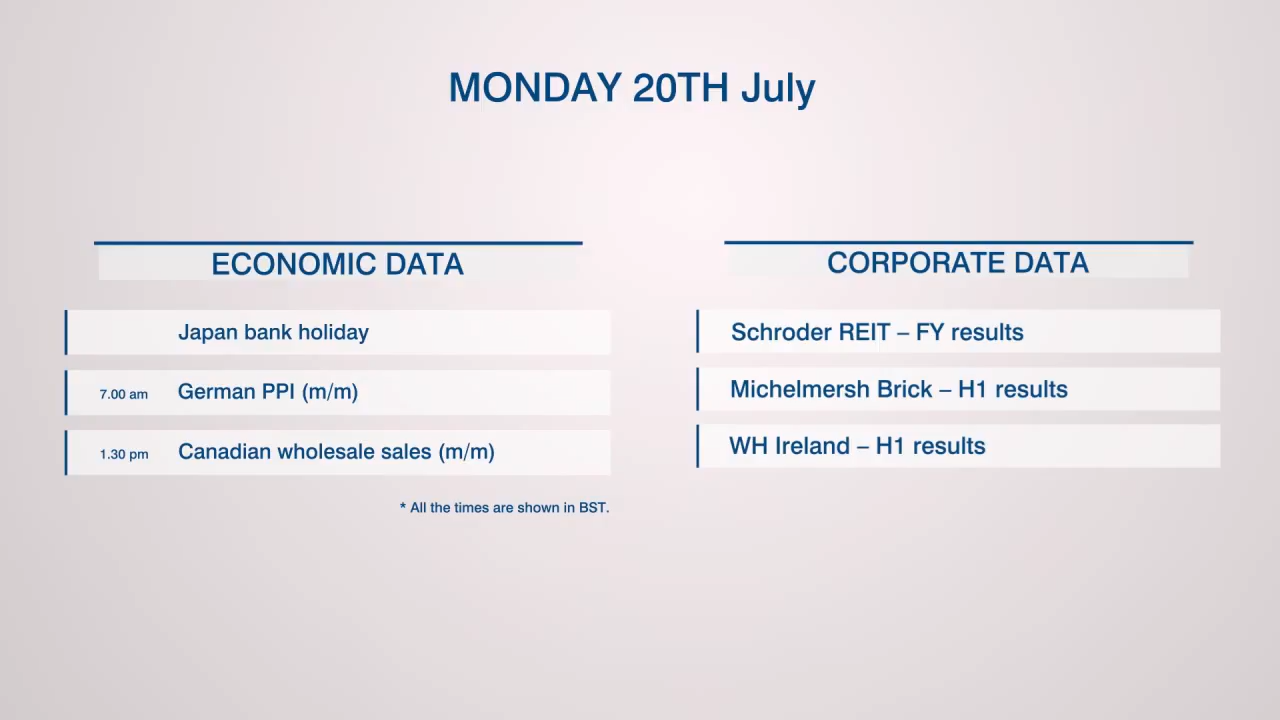 MONDAY 20TH July
ECONOMIC DATA
Japan bank holiday
7.00 am German PPI (m/m)
1.30 pm Canadian wholesale sales (m/m)
* All the times are shown in BST.
CORPORATE DATA
Schroder REIT – FY results
Michelmersh Brick – H1 results
WH Ireland – H1 results